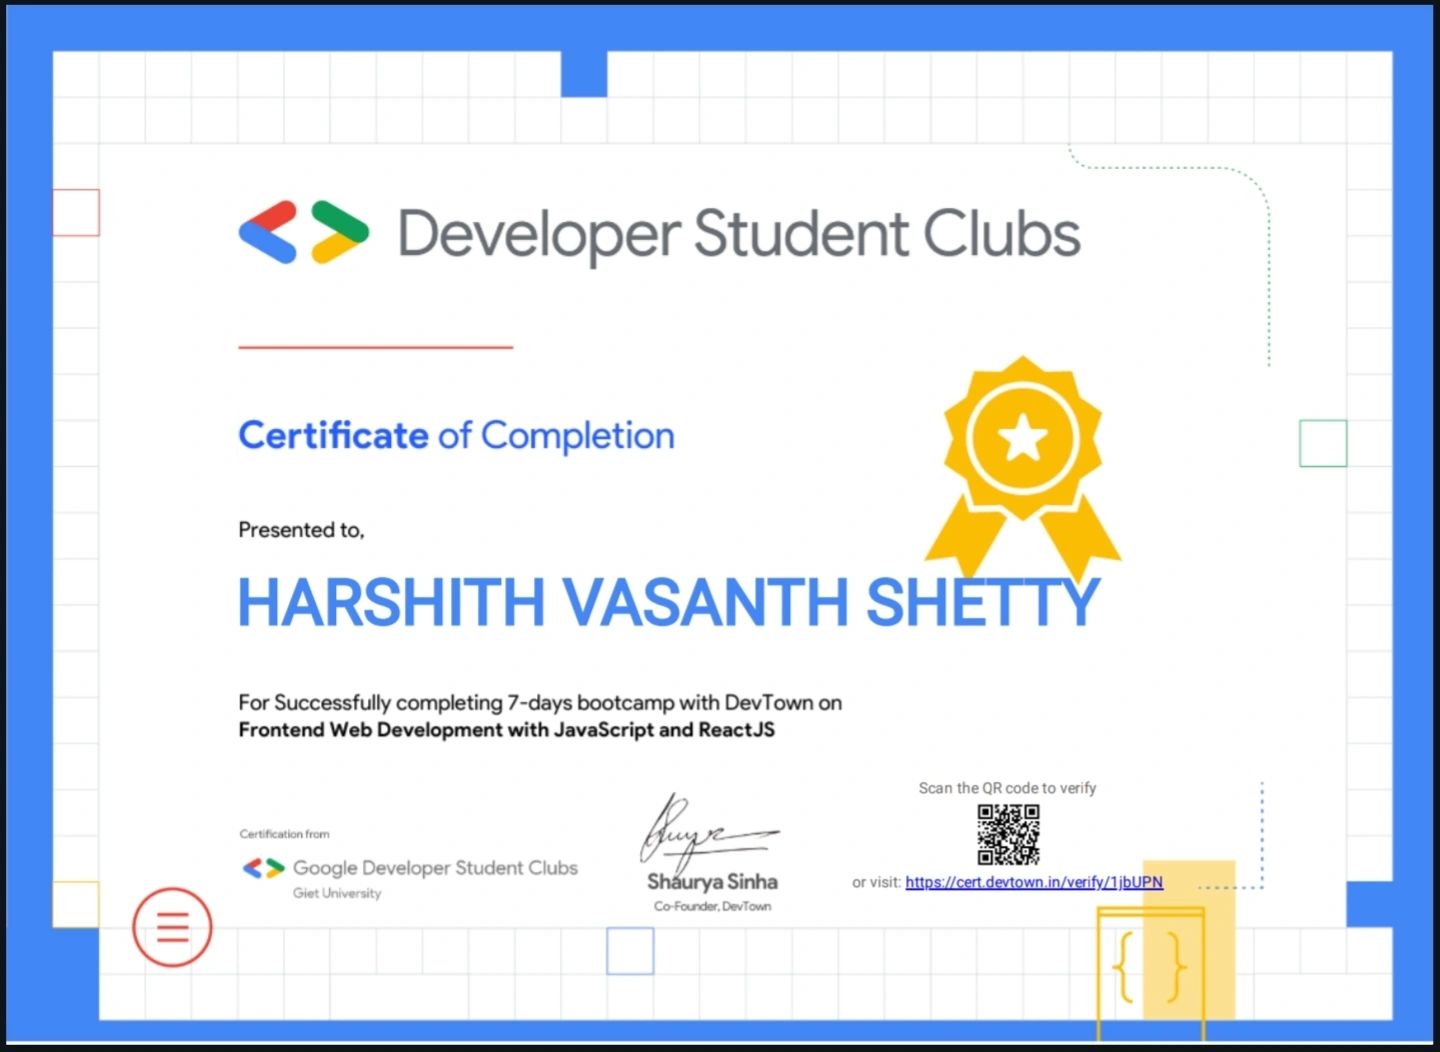 Developer Student Clubs
Certificate of Completion
Presented to,
HARSHITH VASANTH SHETTY
For Successfully completing 7-days bootcamp with DevTown on
Frontend Web Development with JavaScript and ReactJS
Certification from
Google Developer Student Clubs
Giet University
Shaurya Sinha
Co-Founder, DevTown
Scan the QR code to verify
or visit: https://cert.devtown.in/verify/1jbUPN
{ }